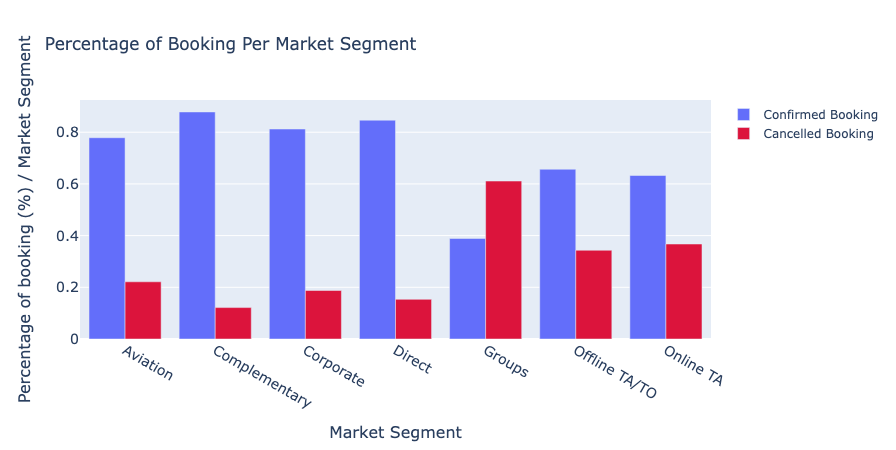 Percentage of Booking Per Market Segment
Percentage of booking (%) / Market Segment
0.8
0.6
0.4
0.2
0
Aviation
Complementary
Corporate
Direct
Groups
Offline TA/TO
Online TA
Market Segment
Confirmed Booking
Cancelled Booking